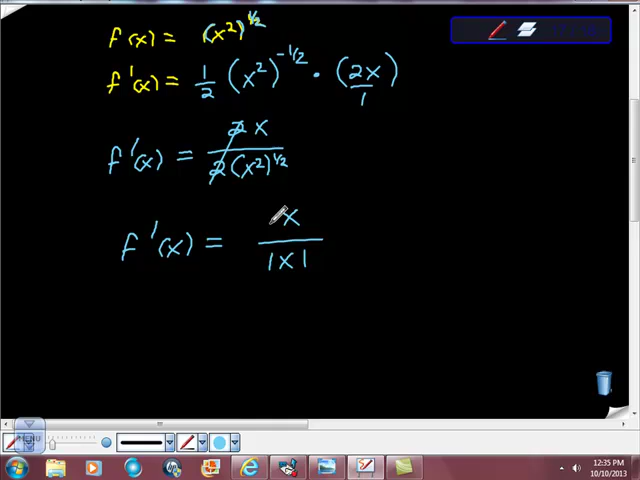 f(x) = (x²)^1/2
f'(x) = 1/2 (x²)^-1/2 · (2x/1)
f'(x) = 2x / 2(x²)^1/2
f'(x) = x / |x|
MENU
12:35 PM
10/10/2013